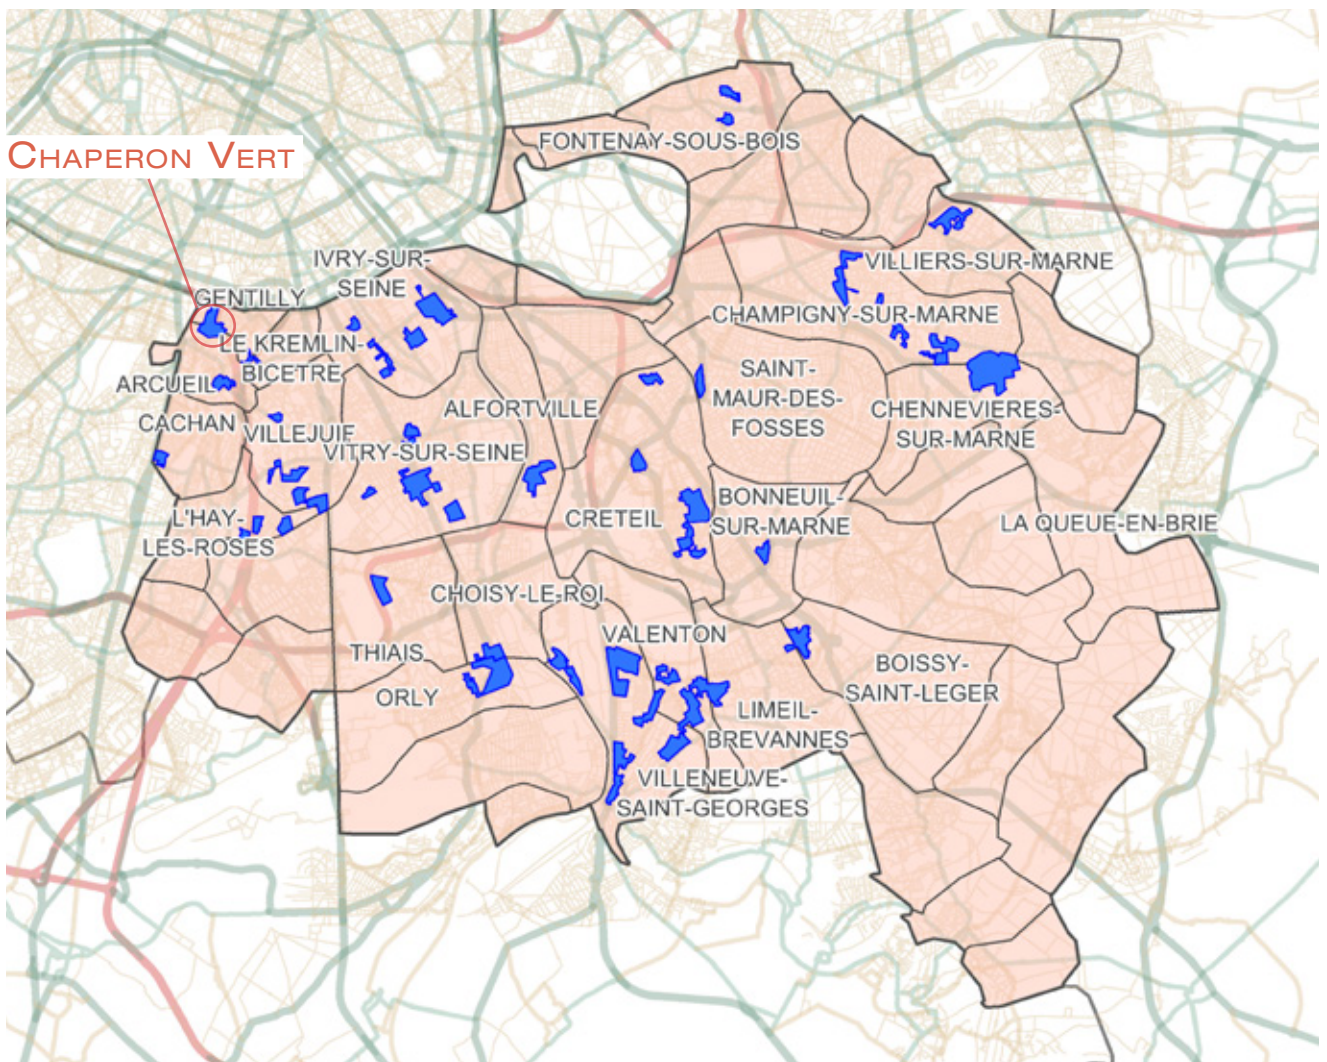 FONTENAY-SOUS-BOIS
CHAPERON VERT
IVRY-SUR-
SEINE
VILLIERS-SUR-MARNE
GENTILLY
CHAMPIGNY-SUR-MARNE
LE KREMLIN-
BICETRE
ARCUEIL
SAINT-
MAUR-DES-
FOSSES
CACHAN
ALFORTVILLE
CHENNEVIERES-
SUR-MARNE
VILLEJUIF
VITRY-SUR-SEINE
L'HAY-
LES-ROSES
CRETEIL
BONNEUIL-
SUR-MARNE
LA QUEUE-EN-BRIE
CHOISY-LE-ROI
VALENTON
THIAIS
ORLY
BOISSY-
SAINT-LEGER
LIMEIL-
BREVANNES
VILLENEUVE-
SAINT-GEORGES